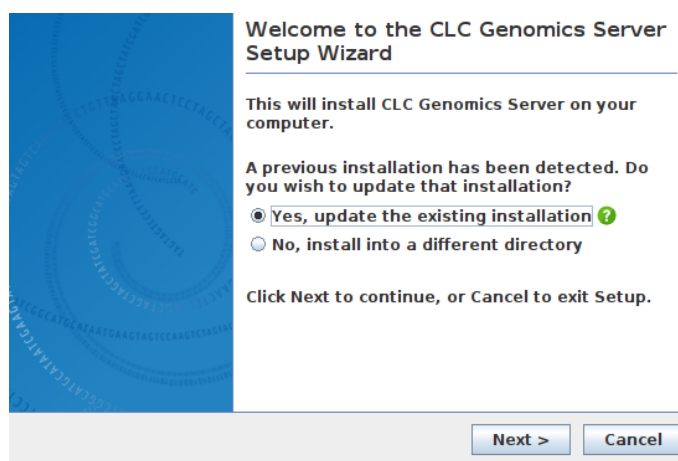 Welcome to the CLC Genomics Server
Setup Wizard
This will install CLC Genomics Server on your
computer.
A previous installation has been detected. Do
you wish to update that installation?
Yes, update the existing installation ?
No, install into a different directory
Click Next to continue, or Cancel to exit Setup.
Next >
Cancel